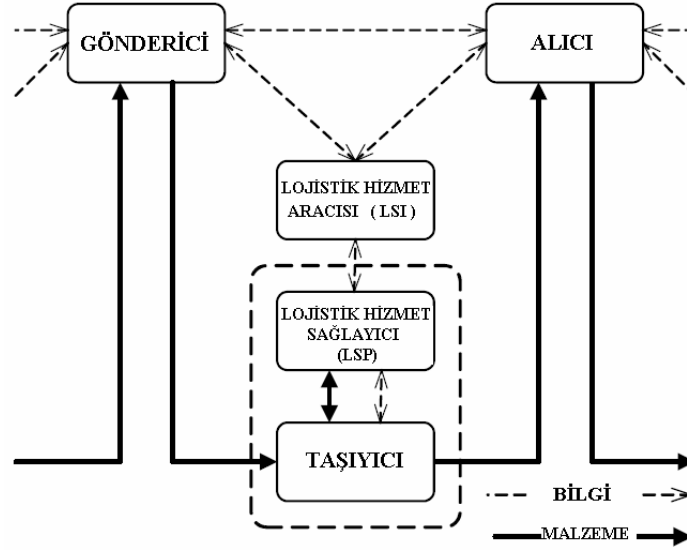 GÖNDERİCİ
ALICI
LOJİSTİK HİZMET
ARACISI ( LSI )
LOJİSTİK HİZMET
SAĞLAYICI
(LSP)
TAŞIYICI
BİLGİ
MALZEME